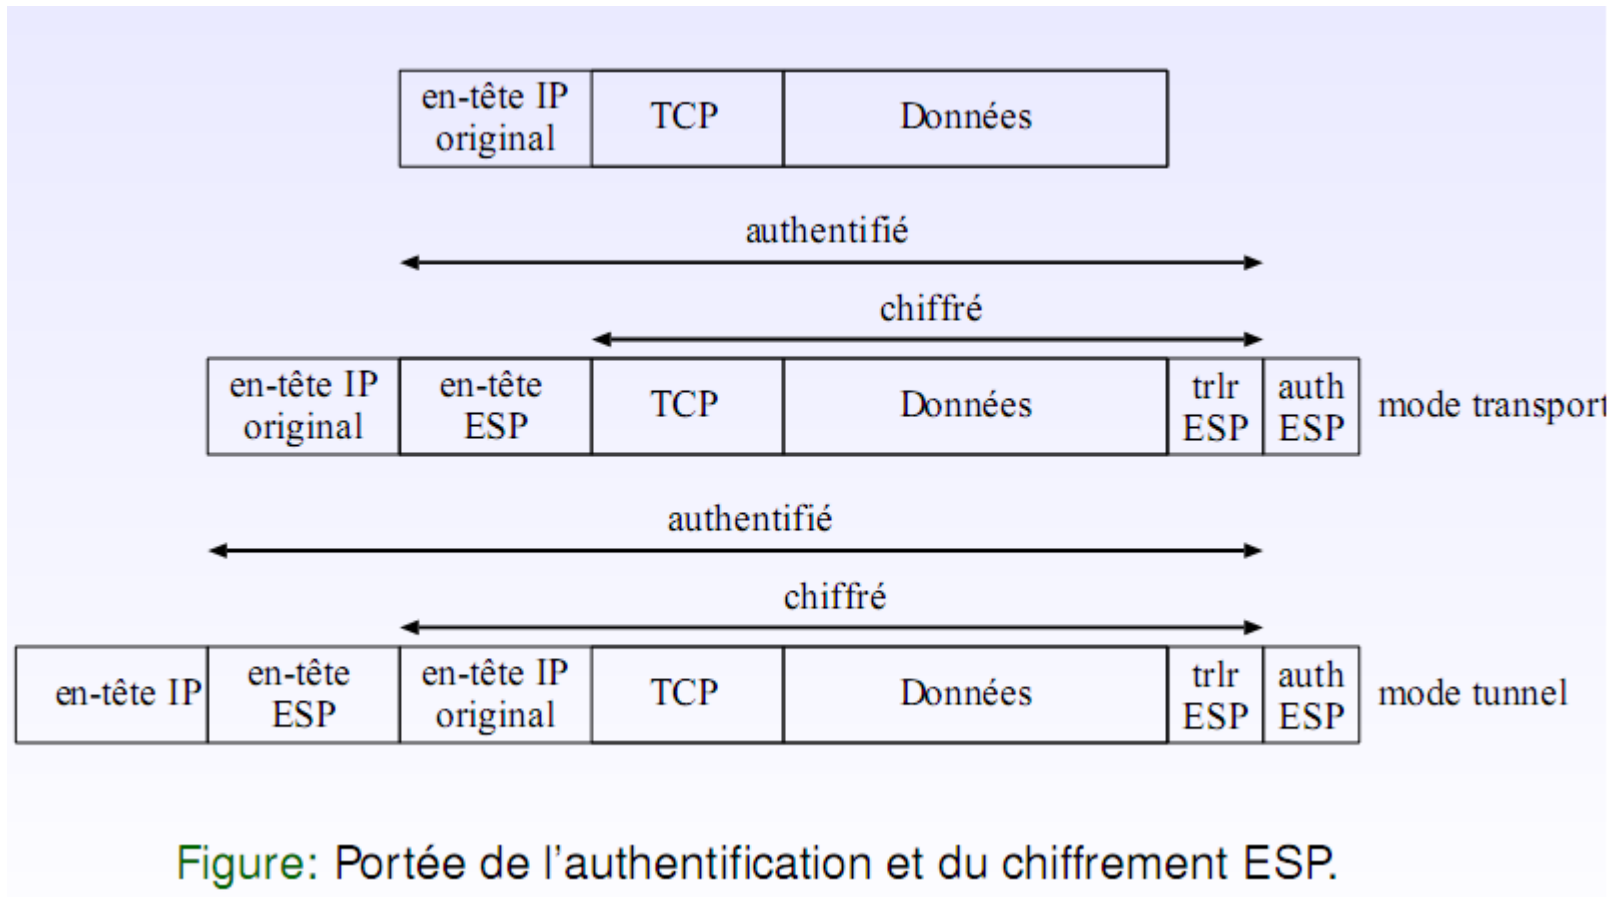 en-tête IP
original
TCP
Données
authentifié
chiffré
en-tête IP
original
en-tête
ESP
TCP
Données
trlr
ESP
auth
ESP
mode transport
authentifié
chiffré
en-tête IP
en-tête
ESP
en-tête IP
original
TCP
Données
trlr
ESP
auth
ESP
mode tunnel
Figure: Portée de l'authentification et du chiffrement ESP.